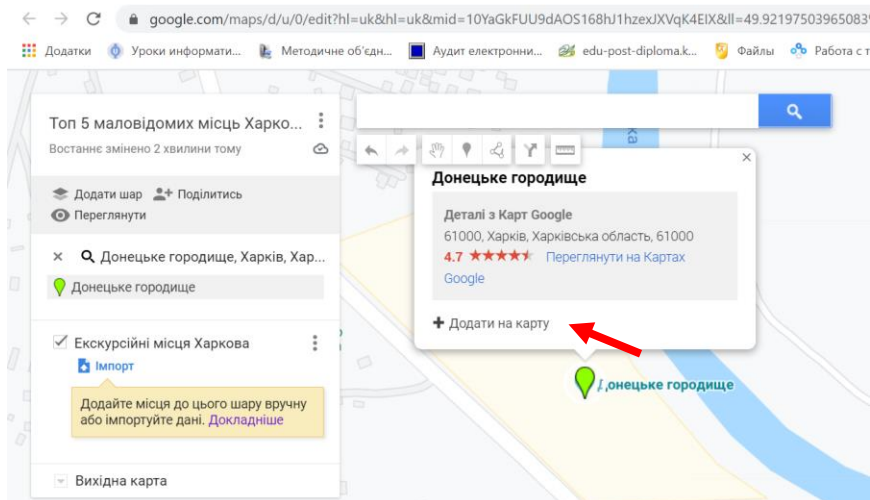 google.com/maps/d/u/0/edit?hl=uk&hl=uk&mid=10YaGkFUU9dAOS168hJ1hzexJXVqK4EIX&ll=49.92197503965083
Додатки Уроки информати... Методичне об'єдн... Аудит електронни... edu-post-diploma.k... Файлы Работа с т
Топ 5 маловідомих місць Харко...
Востаннє змінено 2 хвилини тому
Додати шар Поділитись
Переглянути
Донецьке городище, Харків, Хар...
Донецьке городище
Екскурсійні місця Харкова
Імпорт
Додайте місця до цього шару вручну
або імпортуйте дані. Докладніше
Вихідна карта
Донецьке городище
Деталі з Карт Google
61000, Харків, Харківська область, 61000
4.7 Переглянути на Картах
Google
Додати на карту
Донецьке городище